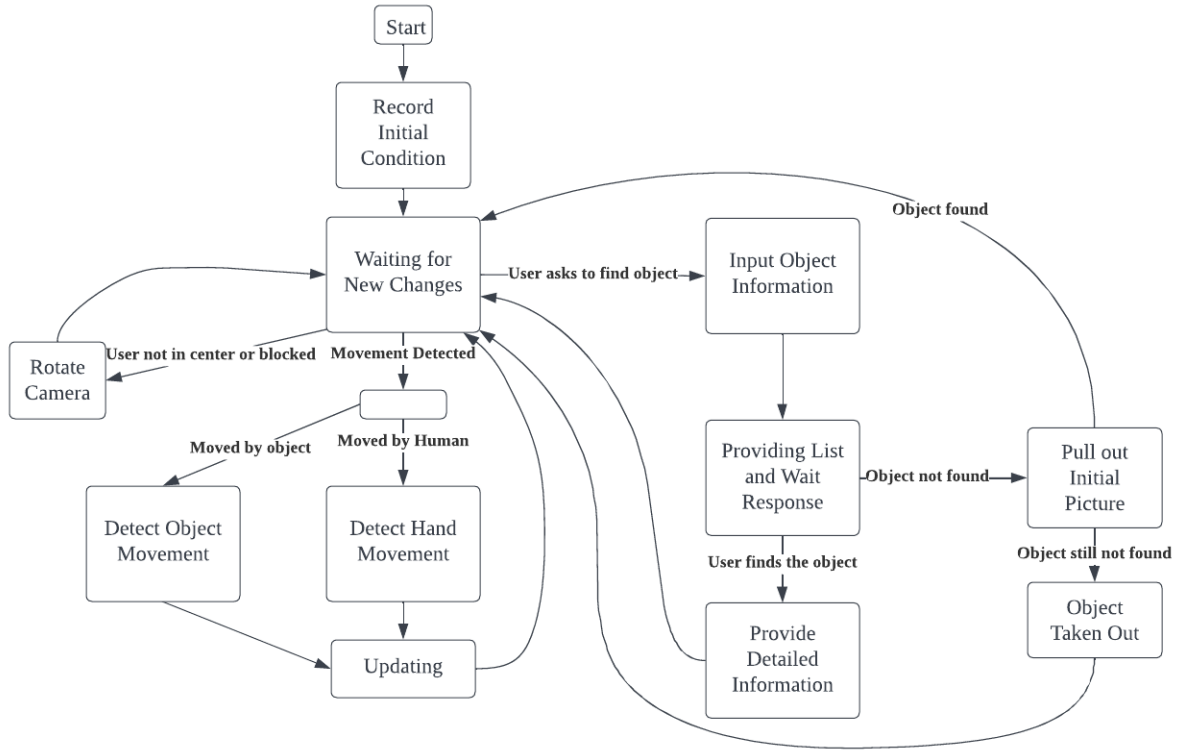 Start
Record
Initial
Condition
Object found
Waiting for
New Changes
User asks to find object
Input Object
Information
User not in center or blocked
Movement Detected
Rotate
Camera
Moved by object
Moved by Human
Providing List
and Wait
Response
Object not found
Pull out
Initial
Picture
Detect Object
Movement
Detect Hand
Movement
User finds the object
Object still not found
Updating
Provide
Detailed
Information
Object
Taken Out